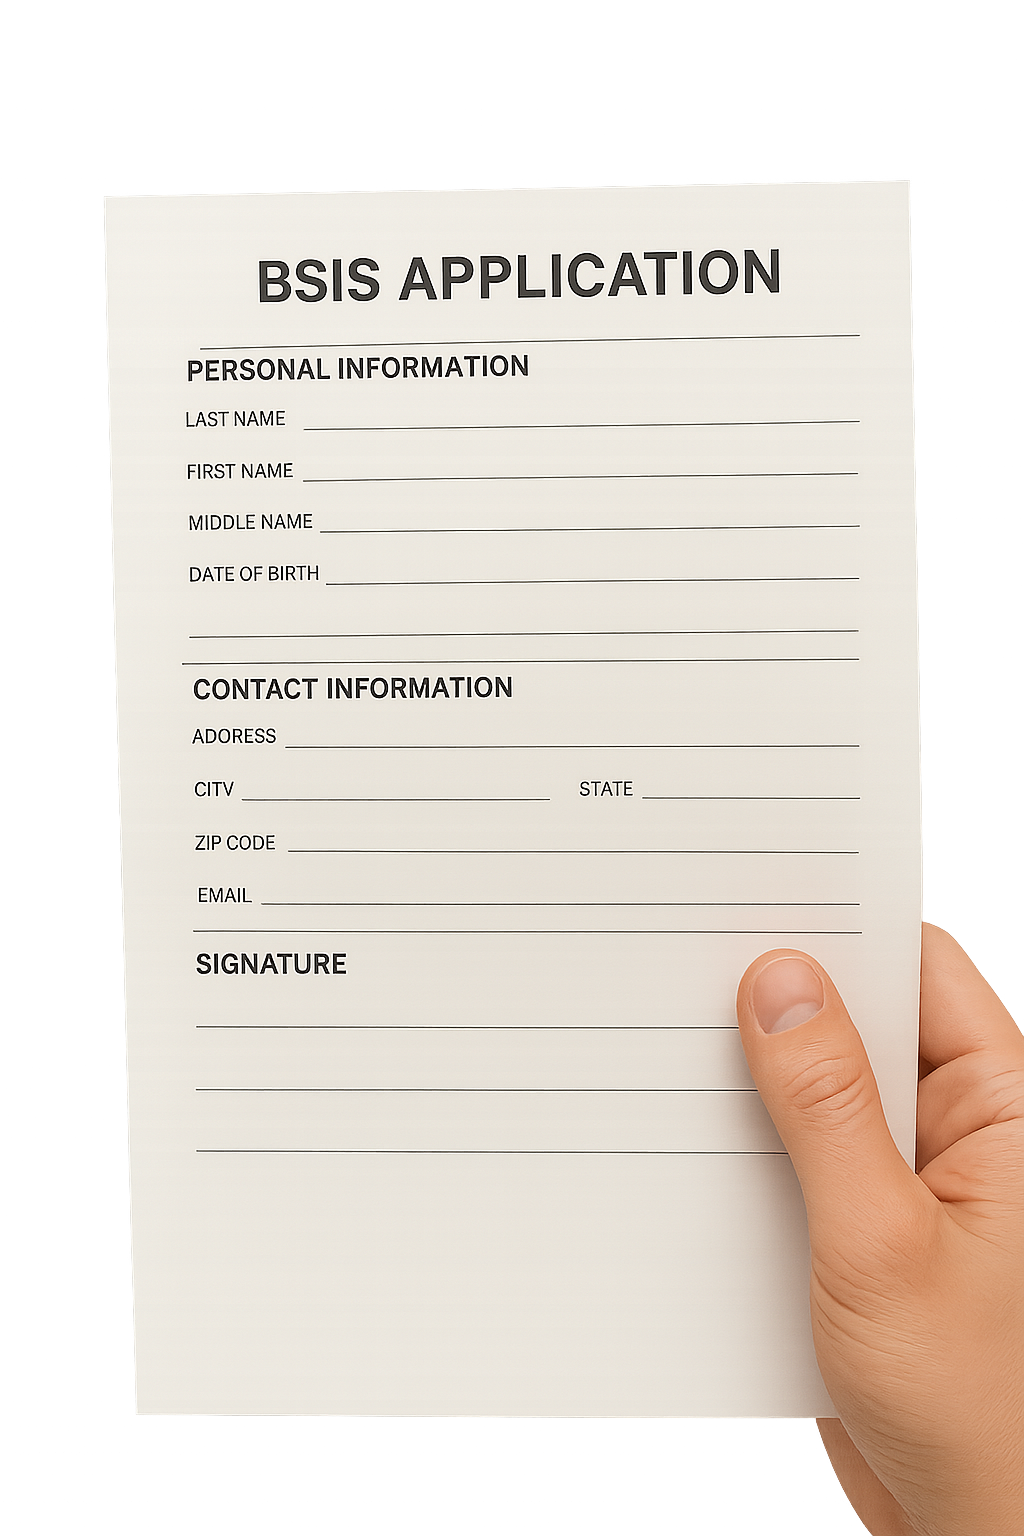 BSIS APPLICATION
PERSONAL INFORMATION
LAST NAME
FIRST NAME
MIDDLE NAME
DATE OF BIRTH
CONTACT INFORMATION
ADORESS
CITV STATE
ZIP CODE
EMAIL
SIGNATURE